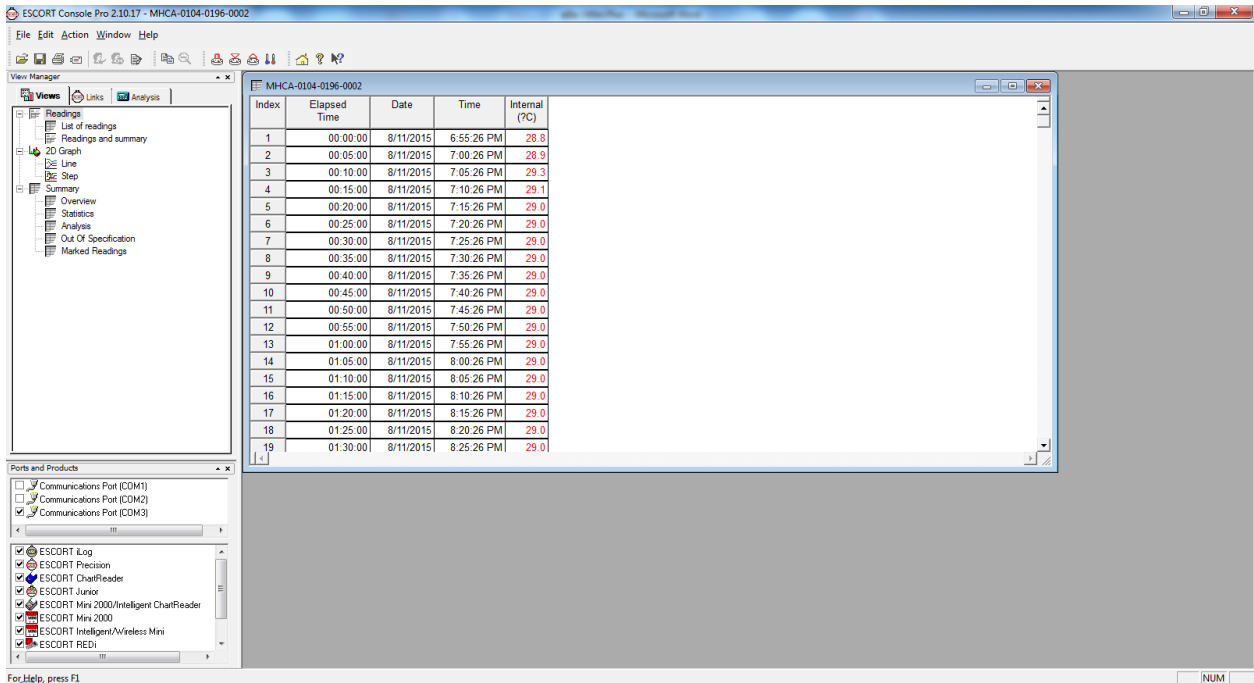 ESCORT Console Pro 2.10.17 - MHCA-0104-0196-0002
File Edit Action Window Help
View Manager
Views Links Analysis
Readings
List of readings
Readings and summary
2D Graph
Line
Step
Summary
Overview
Statistics
Analysis
Out Of Specification
Marked Readings
Ports and Products
Communications Port (COM1)
Communications Port (COM2)
Communications Port (COM3)
ESCORT iLog
ESCORT Precision
ESCORT ChartReader
ESCORT Junior
ESCORT Mini 2000/Intelligent ChartReader
ESCORT Mini 2000
ESCORT Intelligent/Wireless Mini
ESCORT REDi
MHCA-0104-0196-0002
Index Elapsed Time Date Time Internal (?C)
1 00:00:00 8/11/2015 6:55:26 PM 28.8
2 00:05:00 8/11/2015 7:00:26 PM 28.9
3 00:10:00 8/11/2015 7:05:26 PM 29.3
4 00:15:00 8/11/2015 7:10:26 PM 29.1
5 00:20:00 8/11/2015 7:15:26 PM 29.0
6 00:25:00 8/11/2015 7:20:26 PM 29.0
7 00:30:00 8/11/2015 7:25:26 PM 29.0
8 00:35:00 8/11/2015 7:30:26 PM 29.0
9 00:40:00 8/11/2015 7:35:26 PM 29.0
10 00:45:00 8/11/2015 7:40:26 PM 29.0
11 00:50:00 8/11/2015 7:45:26 PM 29.0
12 00:55:00 8/11/2015 7:50:26 PM 29.0
13 01:00:00 8/11/2015 7:55:26 PM 29.0
14 01:05:00 8/11/2015 8:00:26 PM 29.0
15 01:10:00 8/11/2015 8:05:26 PM 29.0
16 01:15:00 8/11/2015 8:10:26 PM 29.0
17 01:20:00 8/11/2015 8:15:26 PM 29.0
18 01:25:00 8/11/2015 8:20:26 PM 29.0
19 01:30:00 8/11/2015 8:25:26 PM 29.0
For Help, press F1
NUM